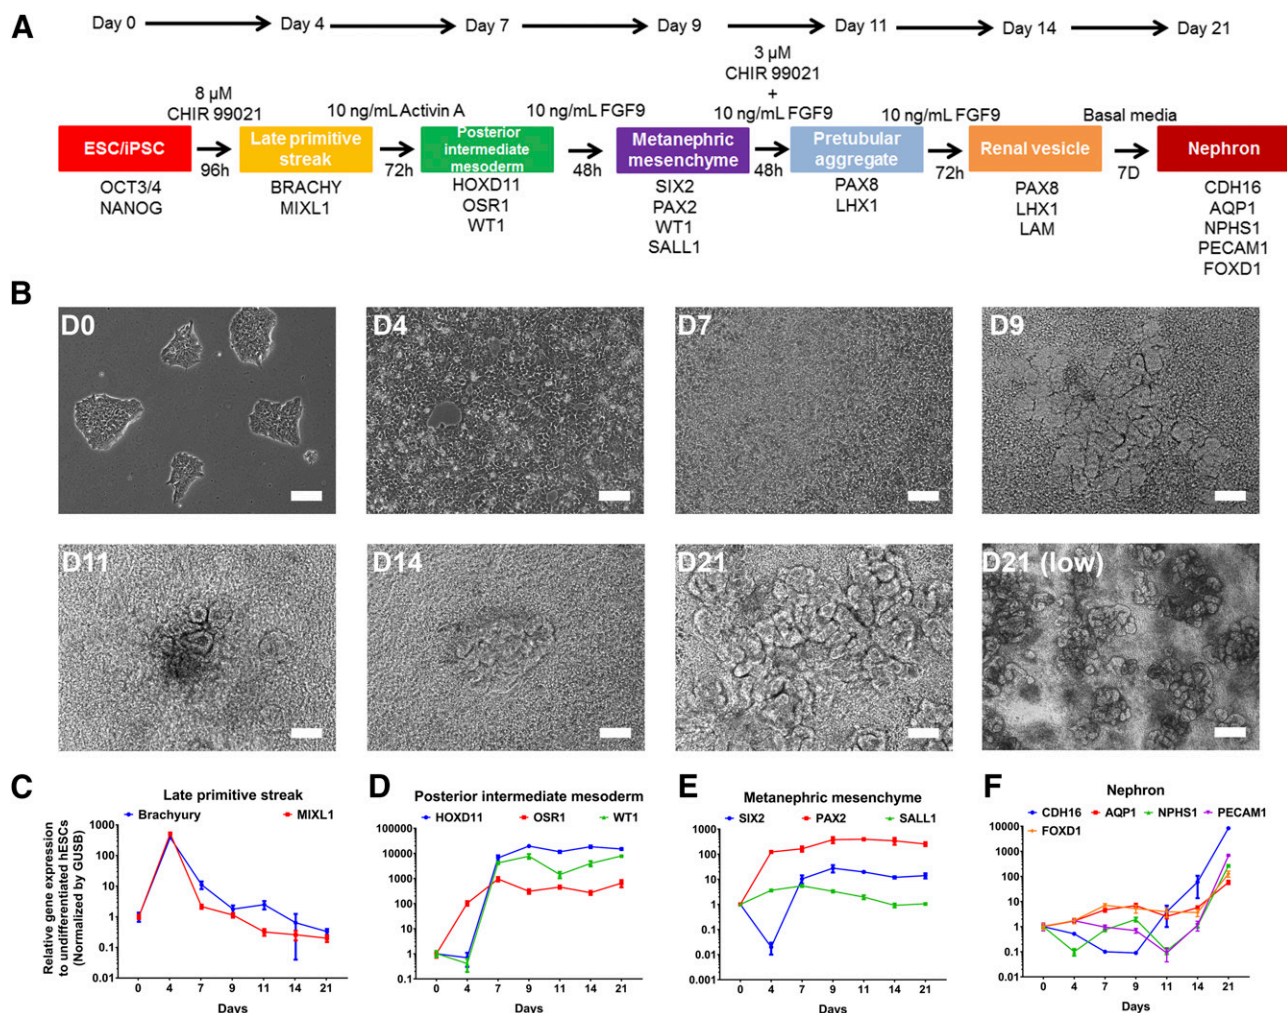 A
Day 0
Day 4
Day 7
Day 9
Day 11
Day 14
Day 21
8 µM
CHIR 99021
10 ng/mL Activin A
10 ng/mL FGF9
3 µM
CHIR 99021
+
10 ng/mL FGF9
10 ng/mL FGF9
Basal media
ESC/iPSC
Late primitive
streak
Posterior
intermediate
mesoderm
Metanephric
mesenchyme
Pretubular
aggregate
Renal vesicle
Nephron
96h
72h
48h
48h
72h
7D
OCT3/4
NANOG
BRACHY
MIXL1
HOXD11
OSR1
WT1
SIX2
PAX2
WT1
SALL1
PAX8
LHX1
PAX8
LHX1
LAM
CDH16
AQP1
NPHS1
PECAM1
FOXD1
B
D0
D4
D7
D9
D11
D14
D21
D21 (low)
C
Late primitive streak
Brachyury MIXL1
Relative gene expression
to undifferentiated hESCs
(Normalized by GUSB)
1000
100
10
1
0.1
0.01
0 4 7 9 11 14 21
Days
D
Posterior intermediate mesoderm
HOXD11 OSR1 WT1
100000
10000
1000
100
10
1
0.1
0 4 7 9 11 14 21
Days
E
Metanephric mesenchyme
SIX2 PAX2 SALL1
1000
100
10
1
0.1
0.01
0.001
0 4 7 9 11 14 21
Days
F
Nephron
CDH16 AQP1 NPHS1 PECAM1
FOXD1
10000
1000
100
10
1
0.1
0.01
0 4 7 9 11 14 21
Days